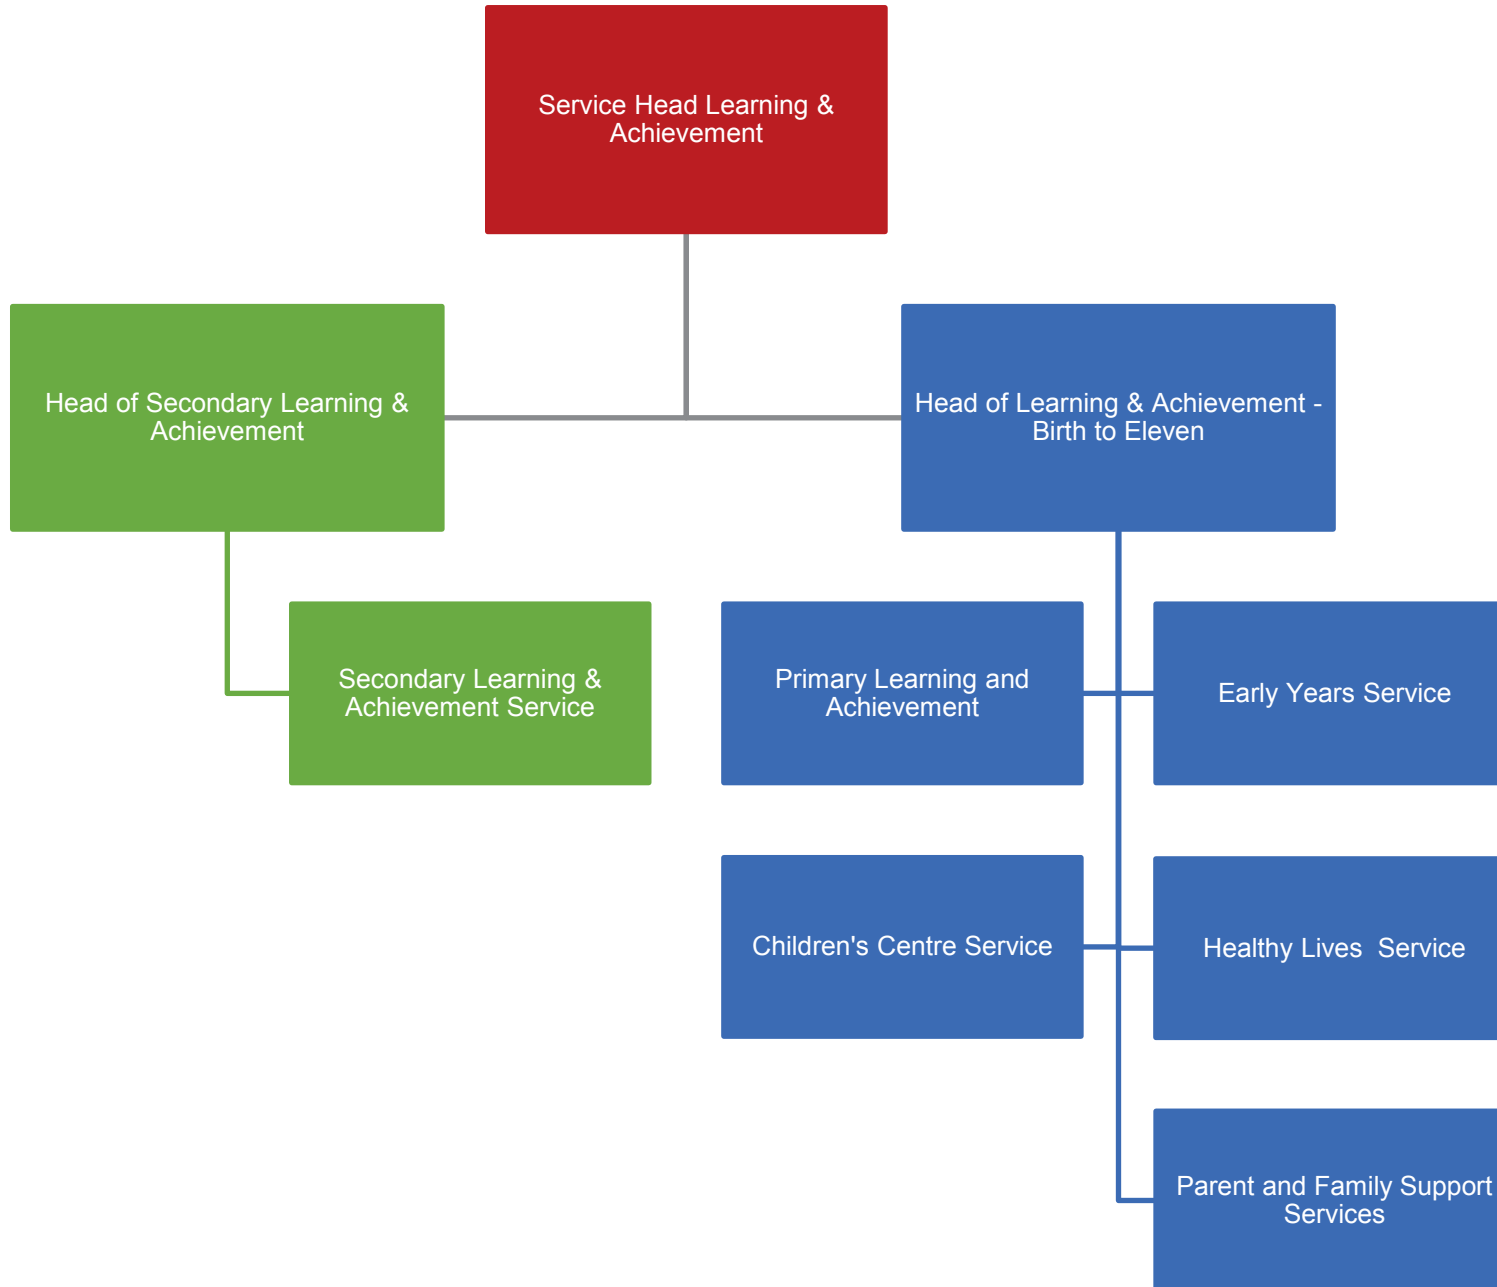 Service Head Learning &
Achievement
Head of Secondary Learning &
Achievement
Head of Learning & Achievement -
Birth to Eleven
Secondary Learning &
Achievement Service
Primary Learning and
Achievement
Early Years Service
Children's Centre Service
Healthy Lives  Service
Parent and Family Support
Services